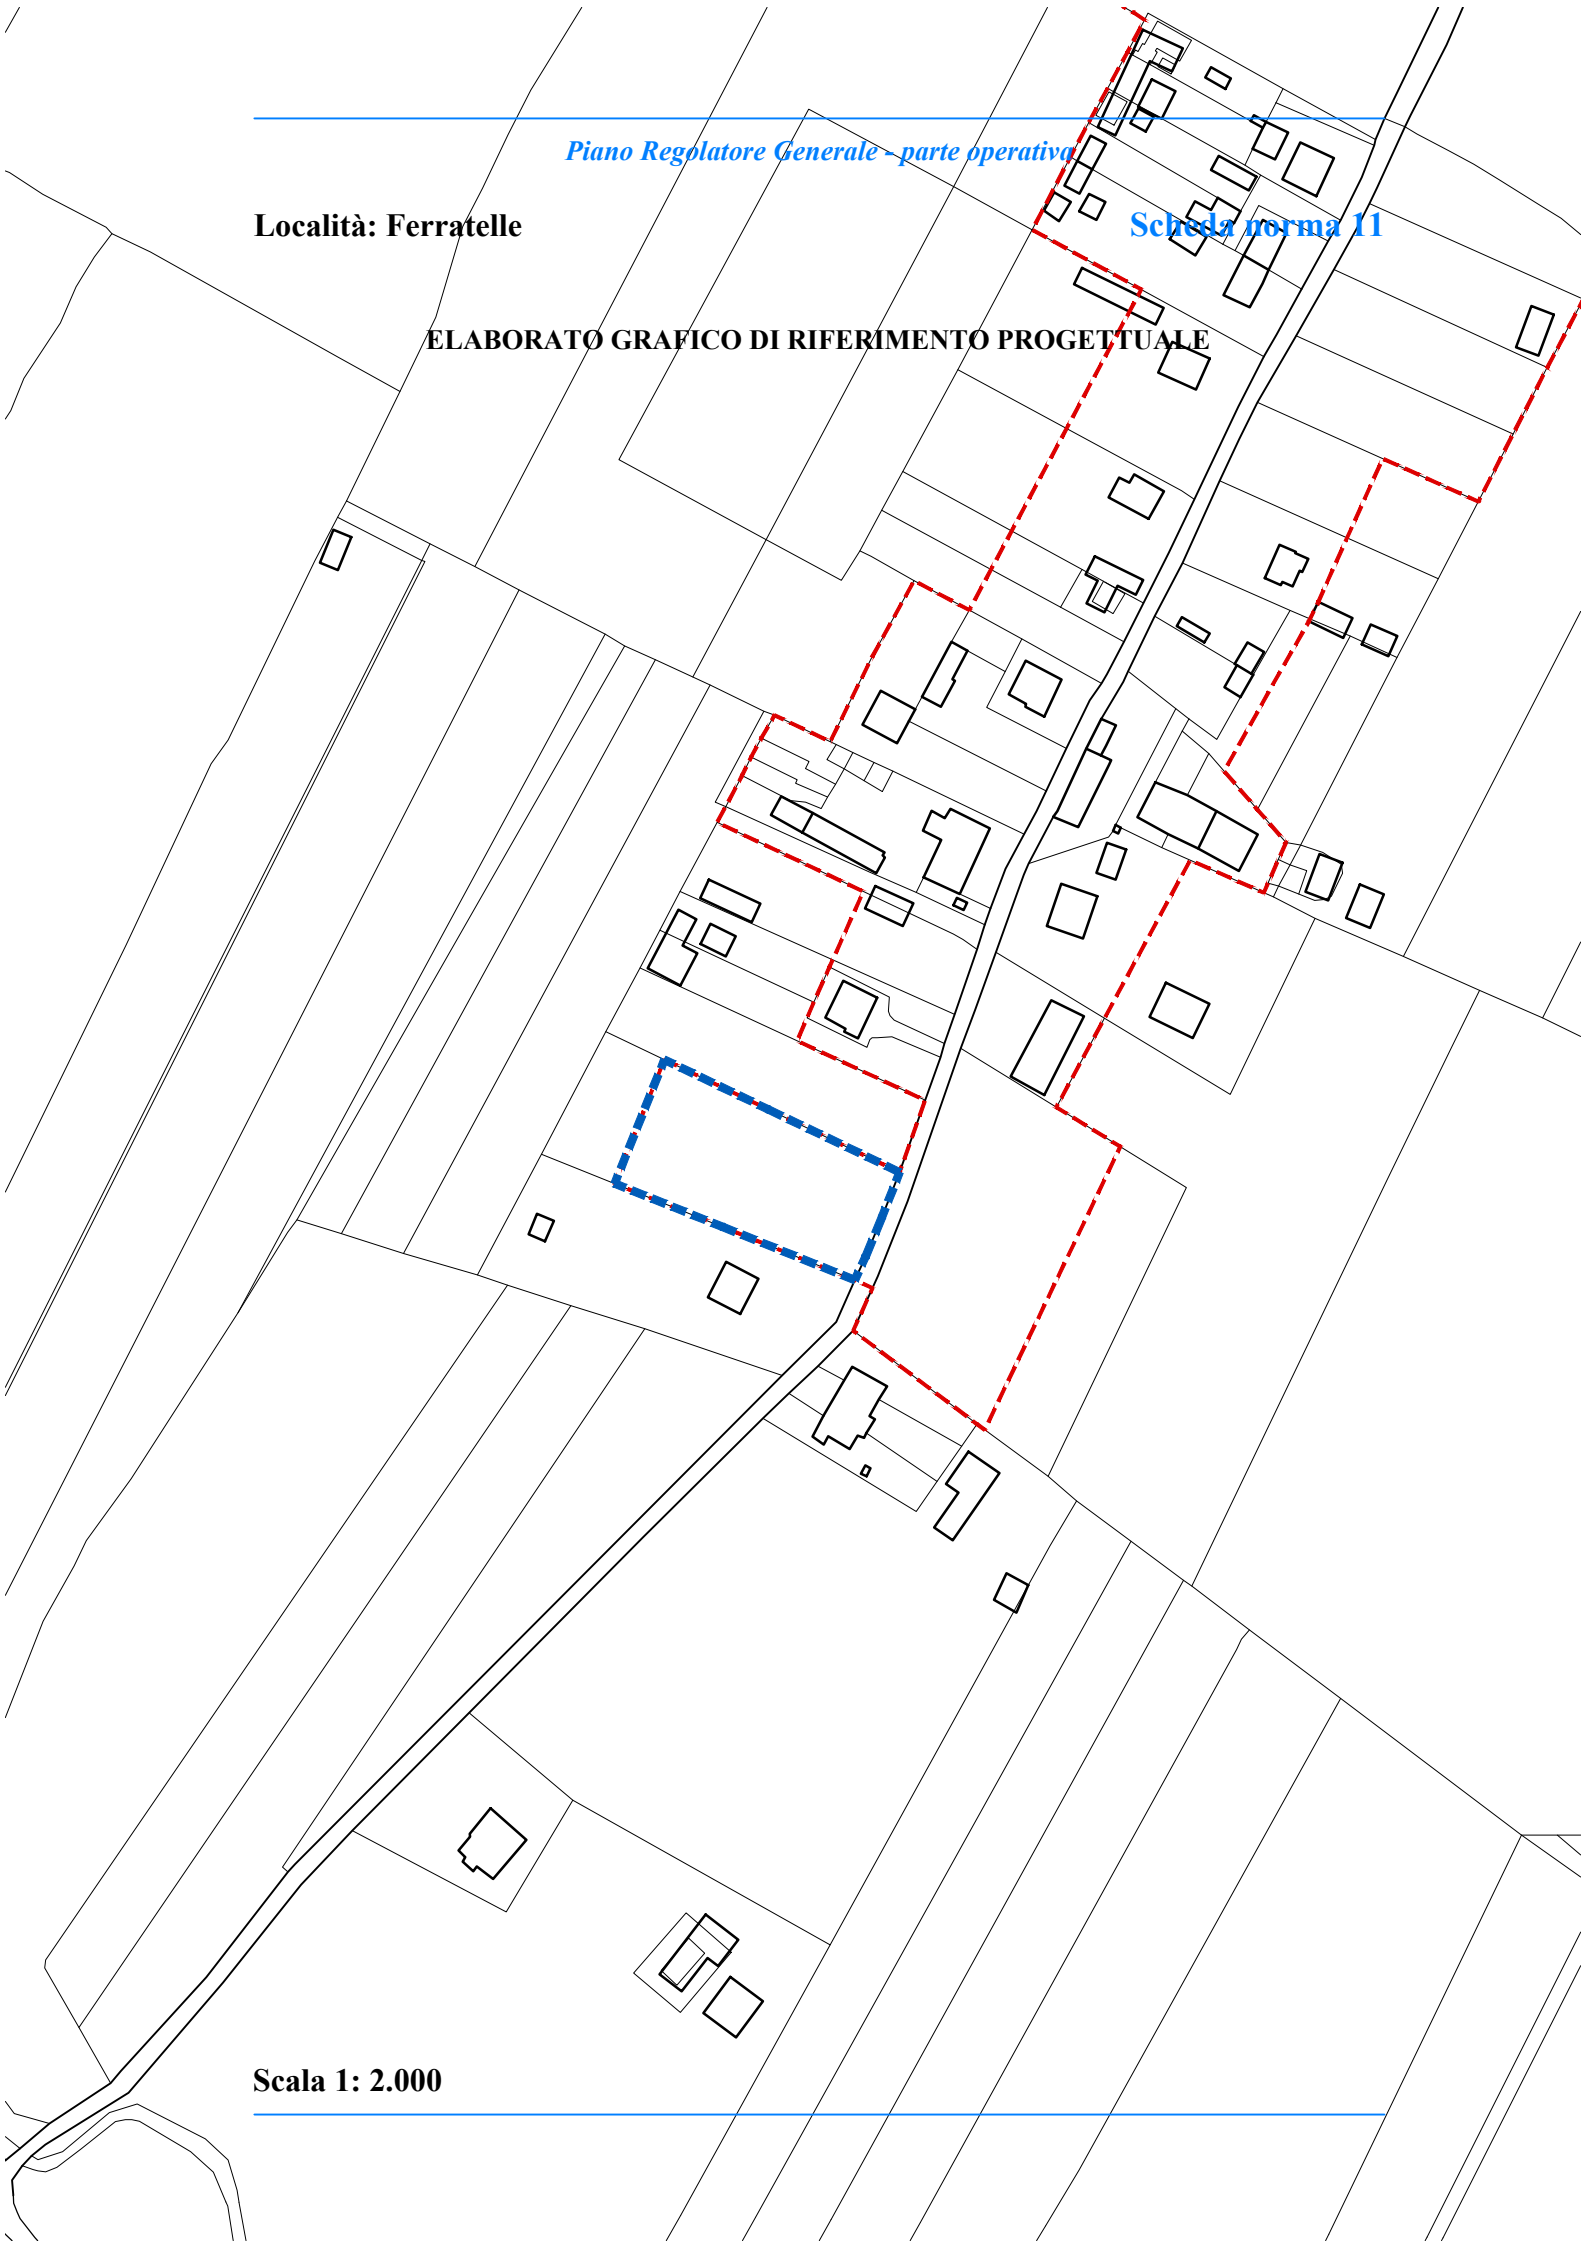 Piano Regolatore Generale - parte operativa
Località: Ferratelle
Scheda norma 11
ELABORATO GRAFICO DI RIFERIMENTO PROGETTUALE
Scala 1: 2.000